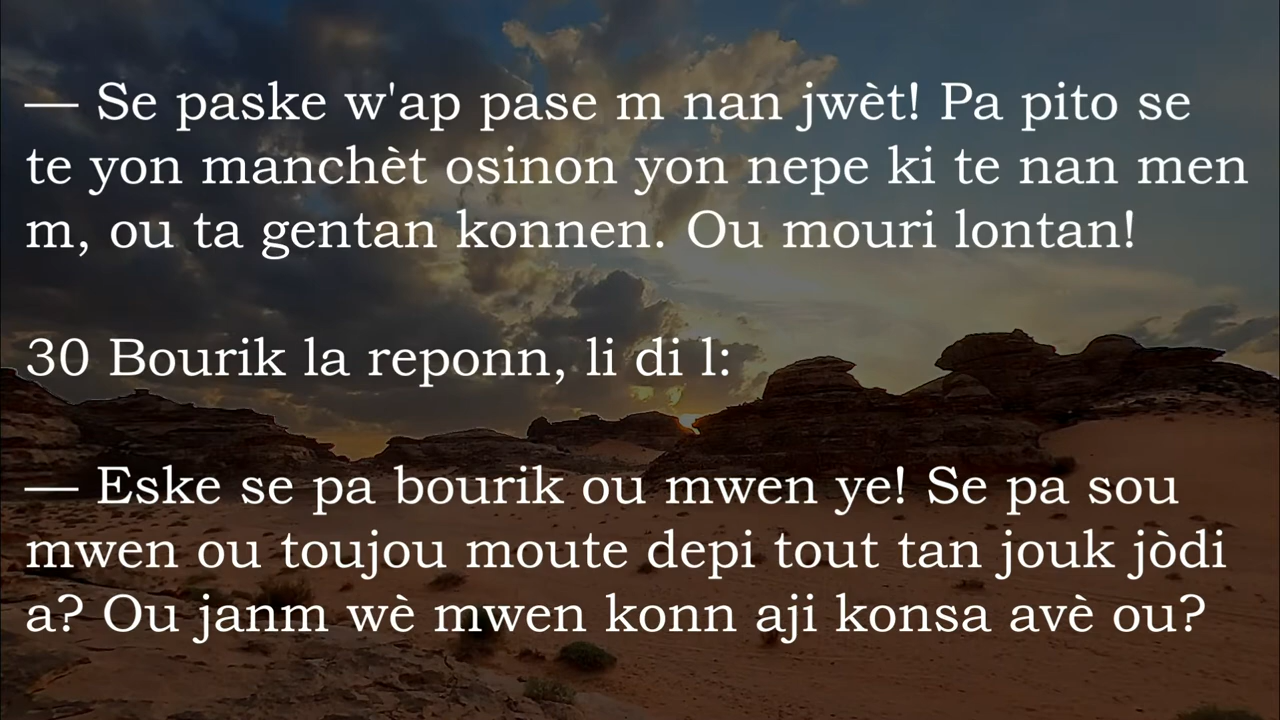 — Se paske w'ap pase m nan jwèt! Pa pito se
te yon manchèt osinon yon nepe ki te nan men
m, ou ta gentan konnen. Ou mouri lontan!
30 Bourik la reponn, li di l:
— Eske se pa bourik ou mwen ye! Se pa sou
mwen ou toujou moute depi tout tan jouk jòdi
a? Ou janm wè mwen konn aji konsa avè ou?